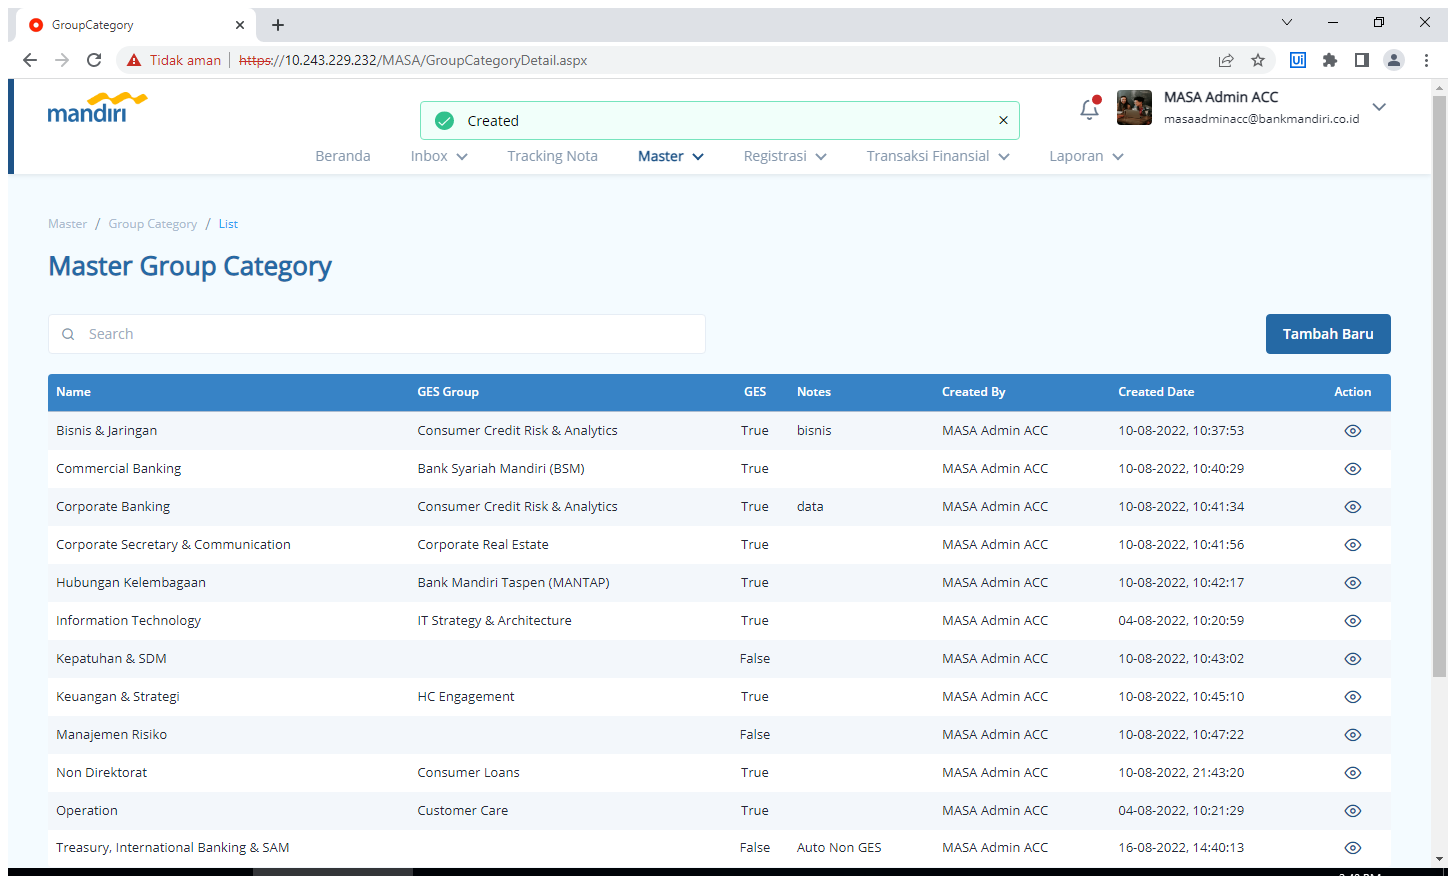 GroupCategory
Tidak aman https://10.243.229.232/MASA/GroupCategoryDetail.aspx
mandiri
Created
MASA Admin ACC
masaadminacc@bankmandiri.co.id
Beranda Inbox Tracking Nota Master Registrasi Transaksi Finansial Laporan
Master / Group Category / List
Master Group Category
Search
Tambah Baru
Name GES Group GES Notes Created By Created Date Action
Bisnis & Jaringan Consumer Credit Risk & Analytics True bisnis MASA Admin ACC 10-08-2022, 10:37:53
Commercial Banking Bank Syariah Mandiri (BSM) True MASA Admin ACC 10-08-2022, 10:40:29
Corporate Banking Consumer Credit Risk & Analytics True data MASA Admin ACC 10-08-2022, 10:41:34
Corporate Secretary & Communication Corporate Real Estate True MASA Admin ACC 10-08-2022, 10:41:56
Hubungan Kelembagaan Bank Mandiri Taspen (MANTAP) True MASA Admin ACC 10-08-2022, 10:42:17
Information Technology IT Strategy & Architecture True MASA Admin ACC 04-08-2022, 10:20:59
Kepatuhan & SDM False MASA Admin ACC 10-08-2022, 10:43:02
Keuangan & Strategi HC Engagement True MASA Admin ACC 10-08-2022, 10:45:10
Manajemen Risiko False MASA Admin ACC 10-08-2022, 10:47:22
Non Direktorat Consumer Loans True MASA Admin ACC 10-08-2022, 21:43:20
Operation Customer Care True MASA Admin ACC 04-08-2022, 10:21:29
Treasury, International Banking & SAM False Auto Non GES MASA Admin ACC 16-08-2022, 14:40:13